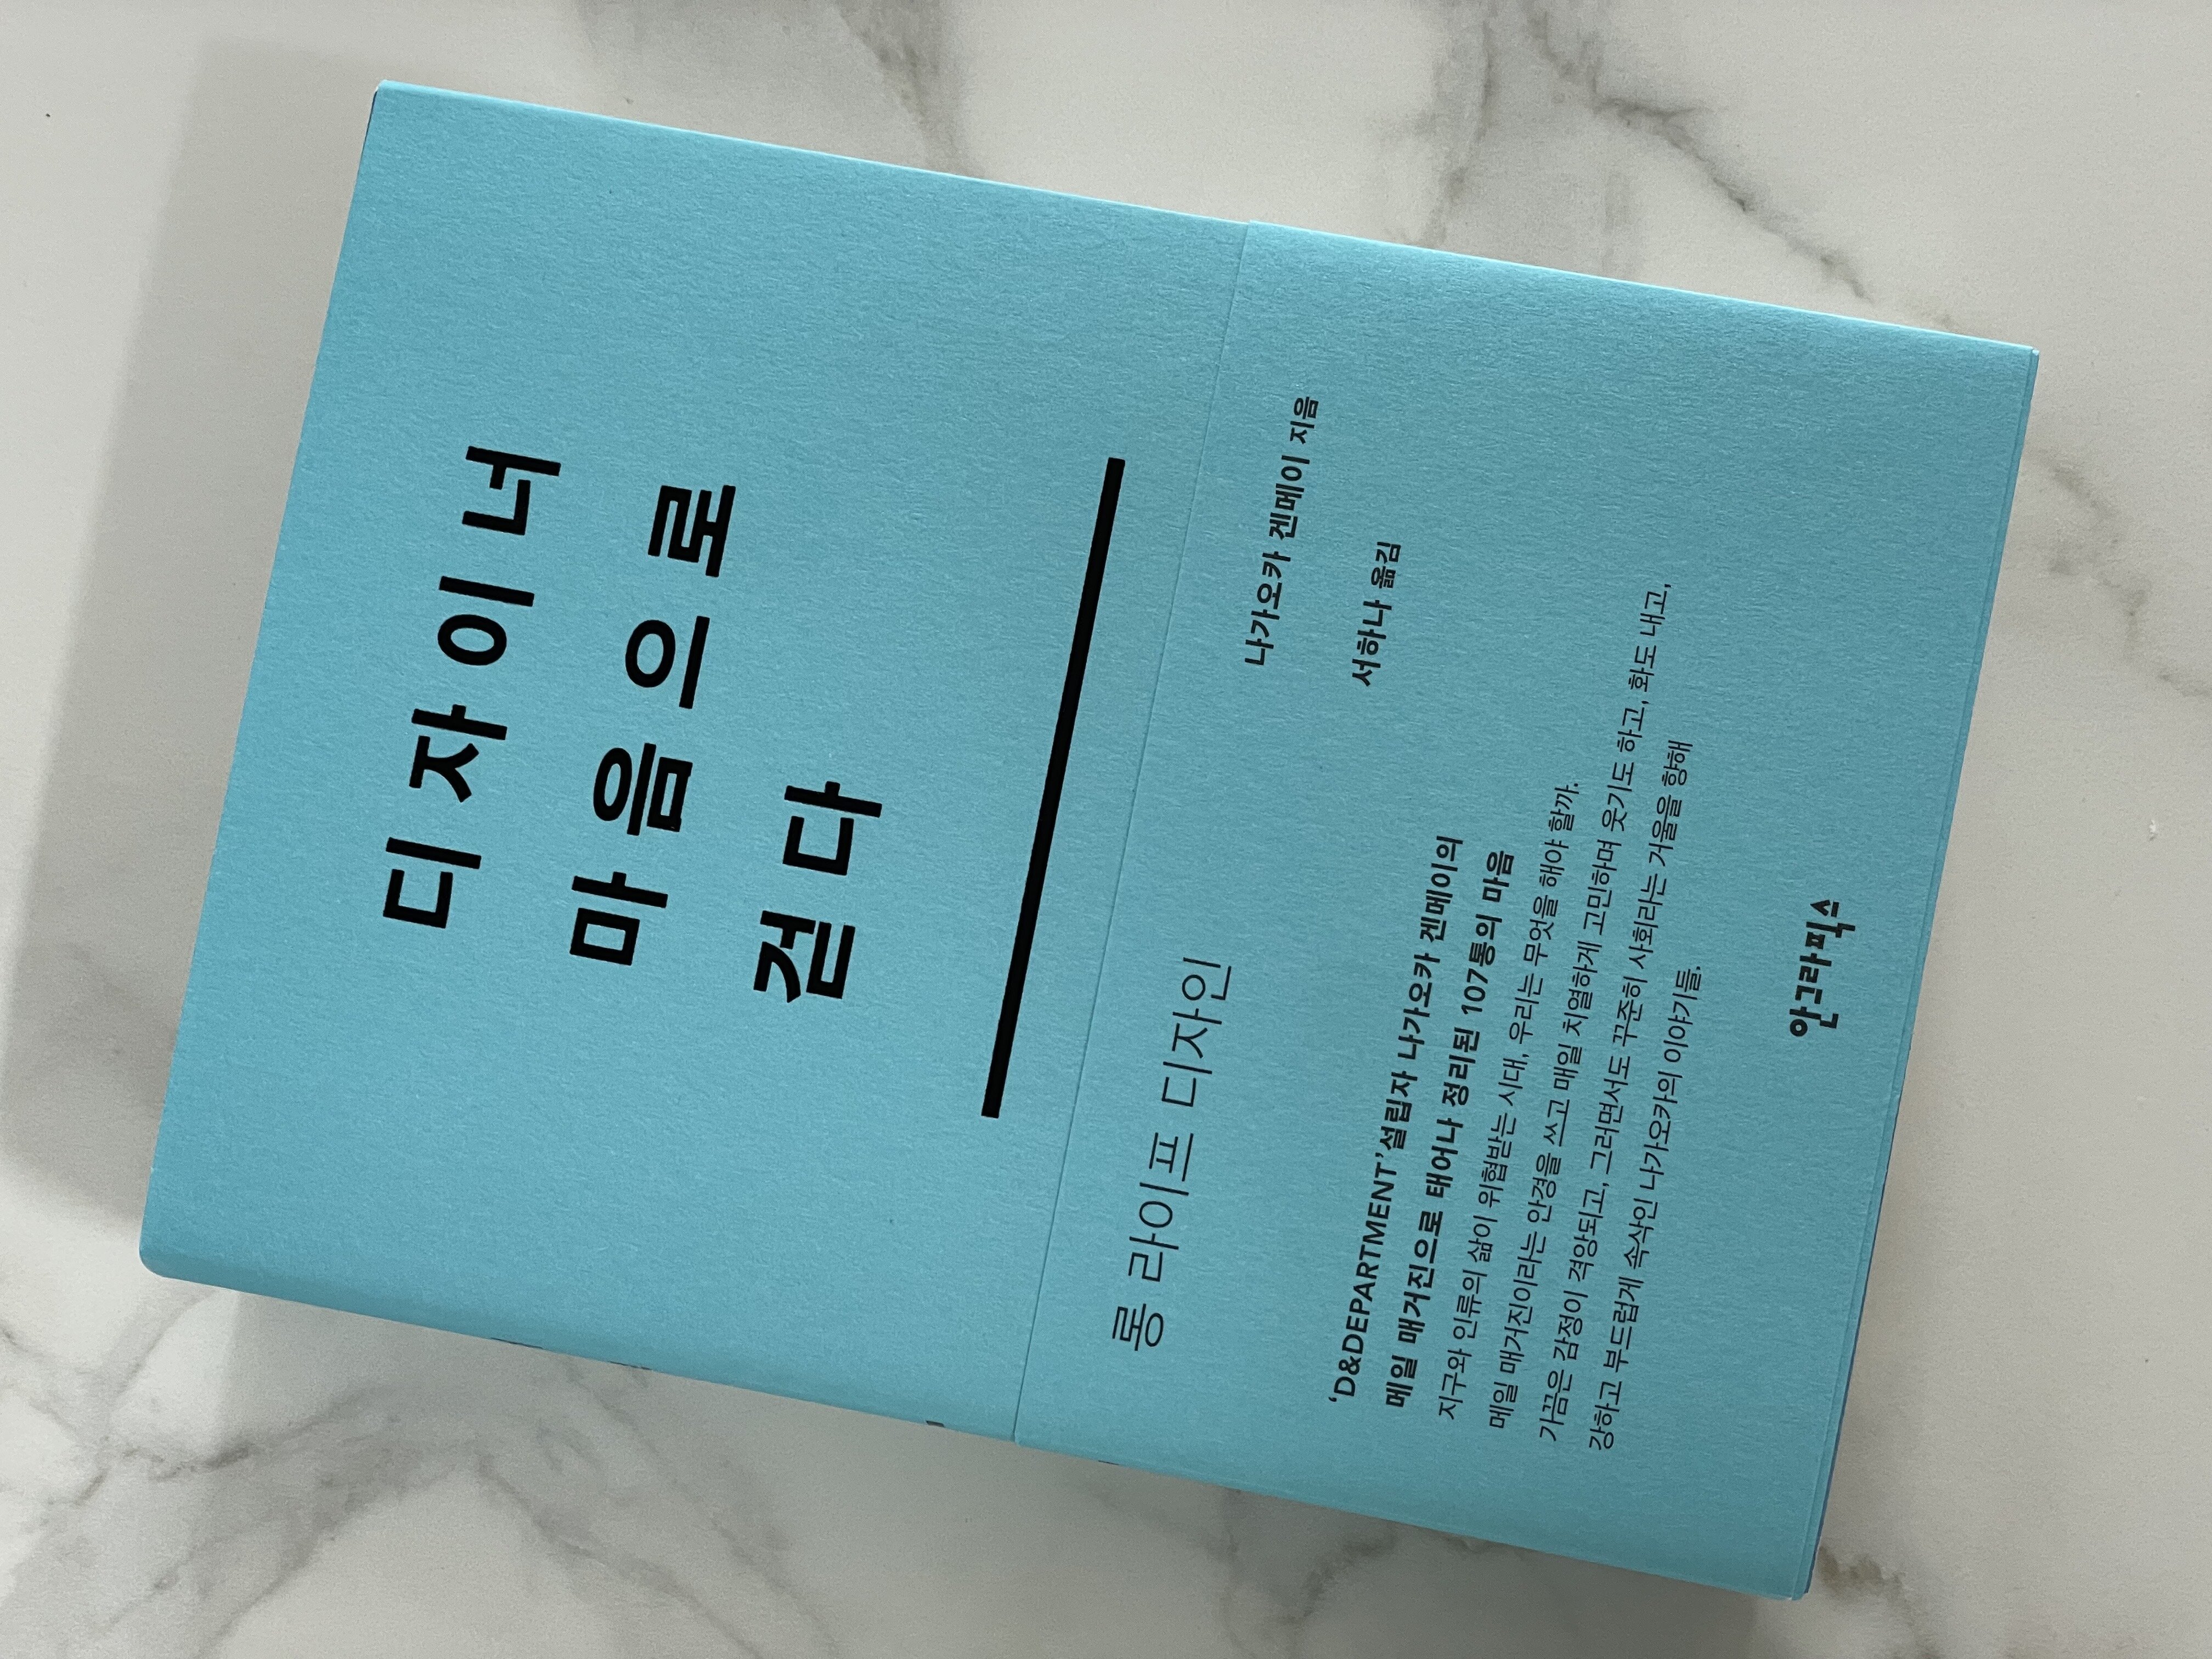 디자이너
마음으로
걷다
롱 라이프 디자인
나가오카 겐메이 지음
서하나 옮김
‘D&DEPARTMENT’ 설립자 나가오카 겐메이의
메일 매거진으로 태어나 정리된 107통의 마음
지구와 인류의 삶이 위협받는 시대, 우리는 무엇을 해야 할까.
메일 매거진이라는 안경을 쓰고 매일 치열하게 고민하며 웃기도 하고, 화도 내고,
가끔은 감정이 격앙되고, 그러면서도 꾸준히 사회라는 거울을 향해
강하고 부드럽게 속삭인 나가오카의 이야기들.
안그라픽스